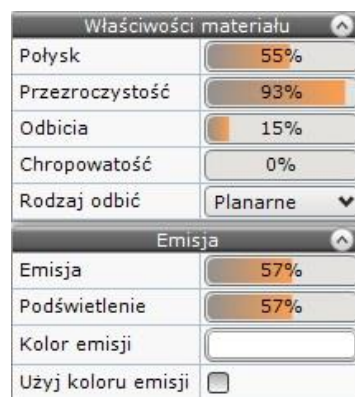 Właściwości materiału
Połysk 55%
Przezroczystość 93%
Odbicia 15%
Chropowatość 0%
Rodzaj odbić Planarne
Emisja
Emisja 57%
Podświetlenie 57%
Kolor emisji
Użyj koloru emisji